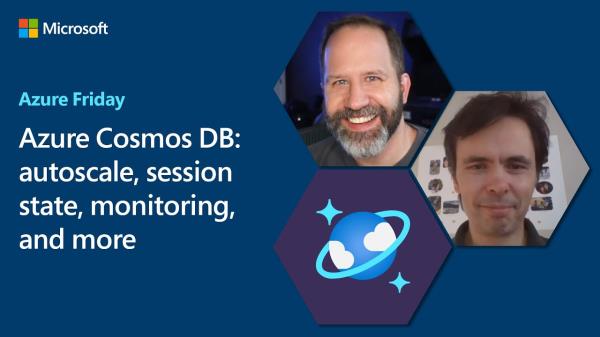 Microsoft
Azure Friday
Azure Cosmos DB:
autoscale, session
state, monitoring,
and more